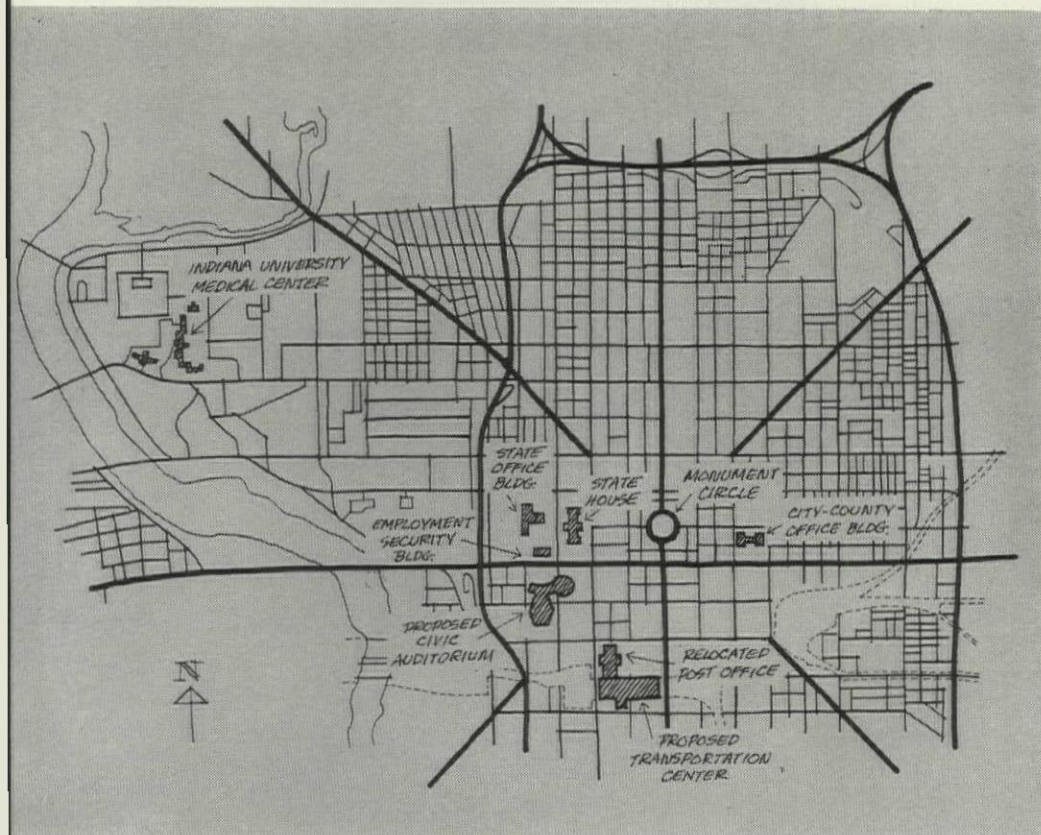 INDIANA UNIVERSITY
MEDICAL CENTER
STATE
OFFICE
BLDG.
STATE
HOUSE
MONUMENT
CIRCLE
CITY-COUNTY
OFFICE BLDG.
EMPLOYMENT
SECURITY
BLDG.
PROPOSED
CIVIC
AUDITORIUM
RELOCATED
POST OFFICE
N
PROPOSED
TRANSPORTATION
CENTER